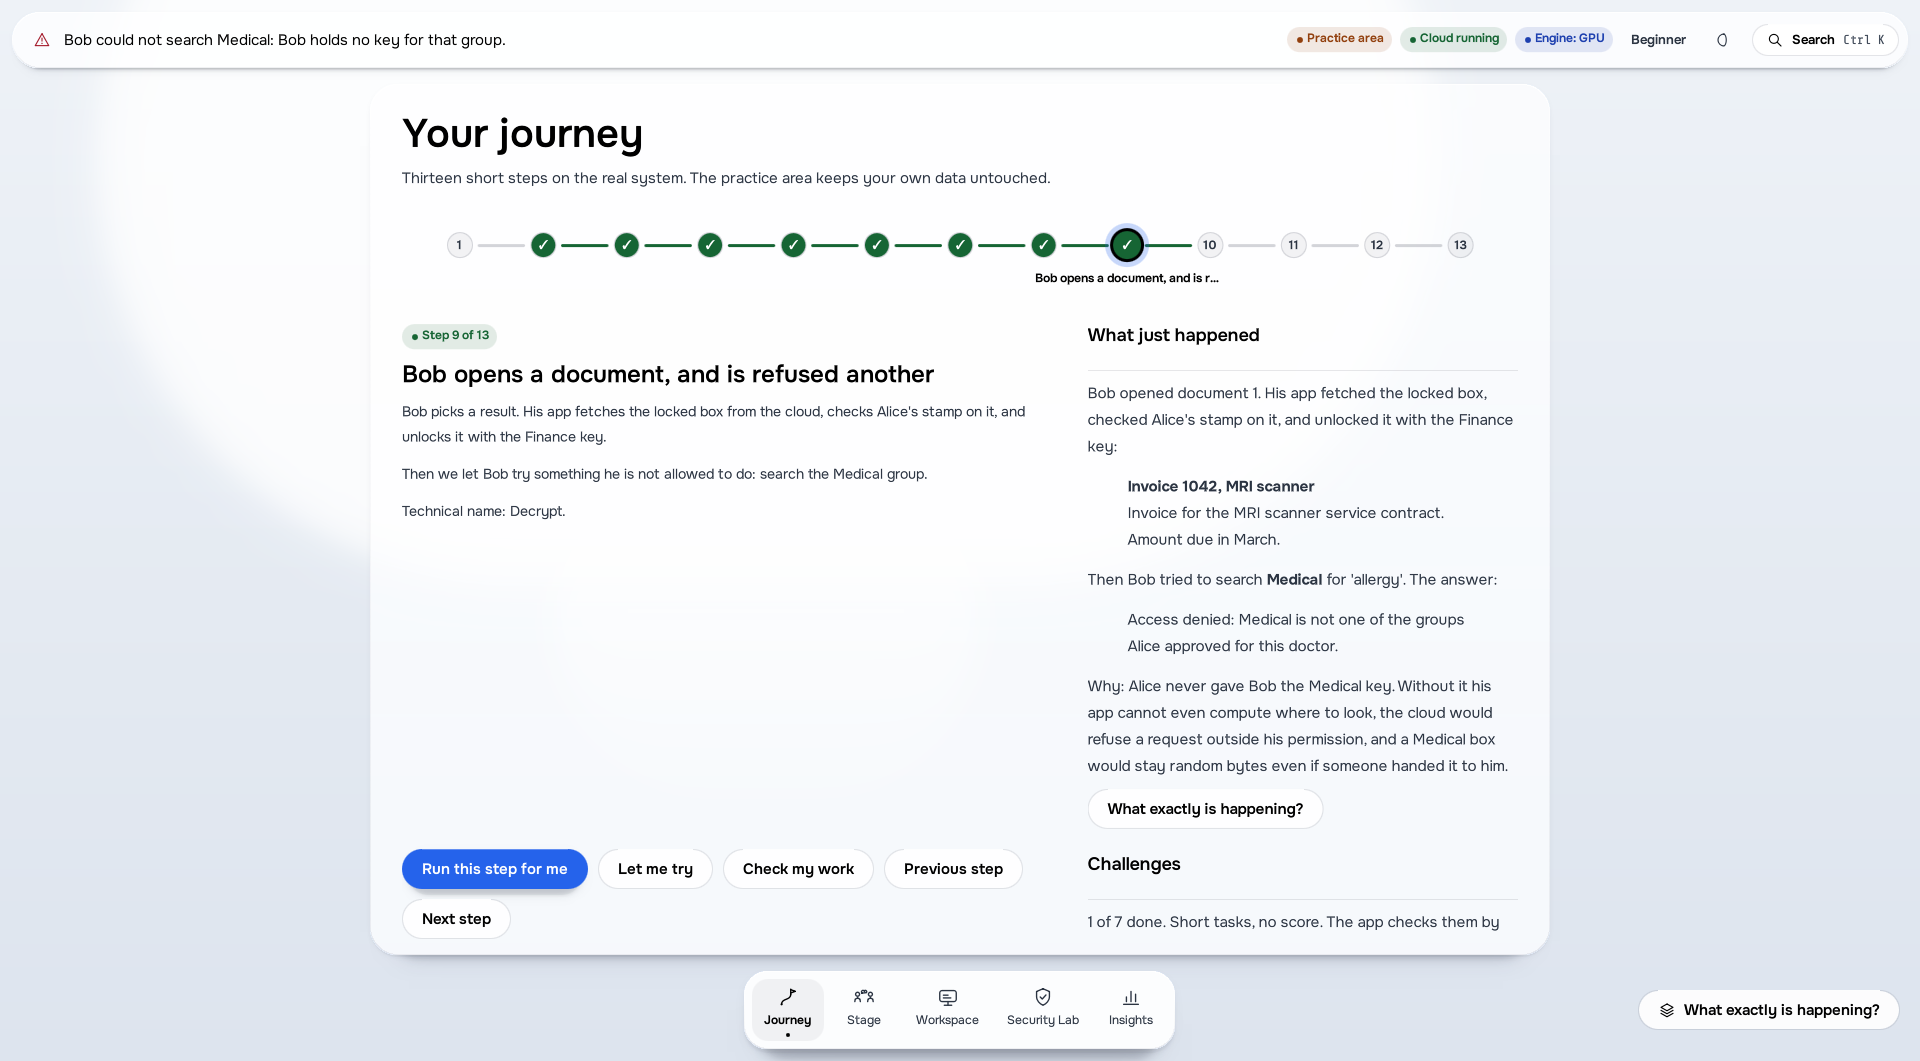 Bob could not search Medical: Bob holds no key for that group.
Practice area
Cloud running
Engine: GPU
Beginner
Search Ctrl K
Your journey
Thirteen short steps on the real system. The practice area keeps your own data untouched.
1 ✓ ✓ ✓ ✓ ✓ ✓ ✓ ✓ 10 11 12 13
Bob opens a document, and is r...
Step 9 of 13
Bob opens a document, and is refused another
Bob picks a result. His app fetches the locked box from the cloud, checks Alice's stamp on it, and
unlocks it with the Finance key.
Then we let Bob try something he is not allowed to do: search the Medical group.
Technical name: Decrypt.
Run this step for me
Let me try
Check my work
Previous step
Next step
What just happened
Bob opened document 1. His app fetched the locked box,
checked Alice's stamp on it, and unlocked it with the Finance
key:
Invoice 1042, MRI scanner
Invoice for the MRI scanner service contract.
Amount due in March.
Then Bob tried to search Medical for 'allergy'. The answer:
Access denied: Medical is not one of the groups
Alice approved for this doctor.
Why: Alice never gave Bob the Medical key. Without it his
app cannot even compute where to look, the cloud would
refuse a request outside his permission, and a Medical box
would stay random bytes even if someone handed it to him.
What exactly is happening?
Challenges
1 of 7 done. Short tasks, no score. The app checks them by
Journey
Stage
Workspace
Security Lab
Insights
What exactly is happening?